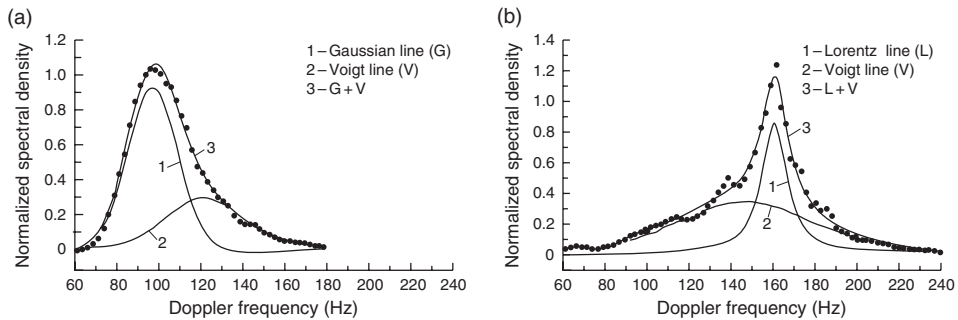 (a)
Normalized spectral density
1.2
1.0
0.8
0.6
0.4
0.2
0
1 – Gaussian line (G)
2 – Voigt line (V)
3 – G + V
1
2
3
60 80 100 120 140 160 180 200 220 240
Doppler frequency (Hz)
(b)
Normalized spectral density
1.4
1.2
1.0
0.8
0.6
0.4
0.2
0
1 – Lorentz line (L)
2 – Voigt line (V)
3 – L + V
3
1
2
60 80 100 120 140 160 180 200 220 240
Doppler frequency (Hz)